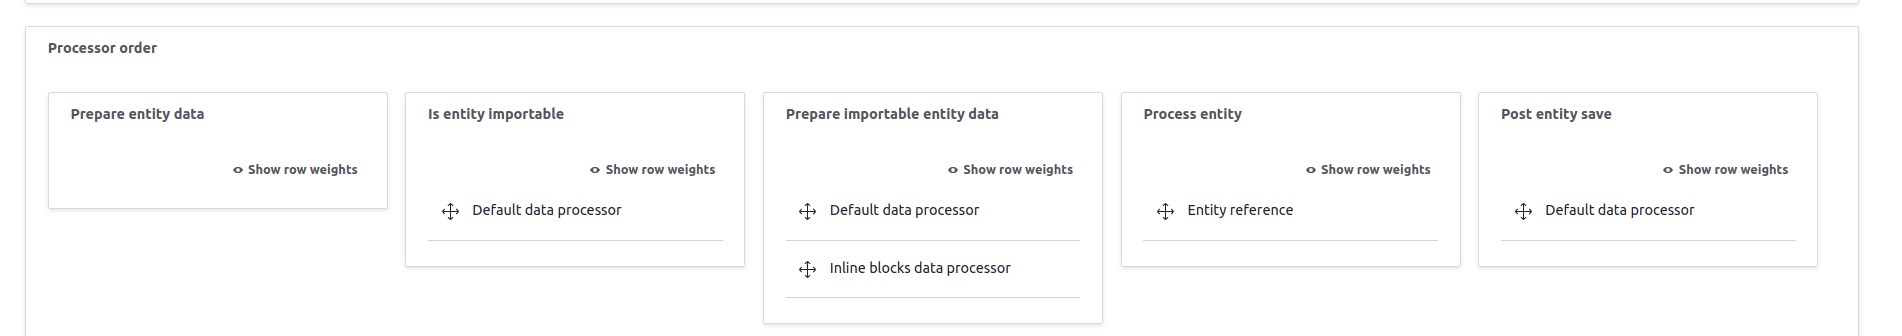 Processor order
Prepare entity data
Show row weights
Is entity importable
Show row weights
Default data processor
Prepare importable entity data
Show row weights
Default data processor
Inline blocks data processor
Process entity
Show row weights
Entity reference
Post entity save
Show row weights
Default data processor